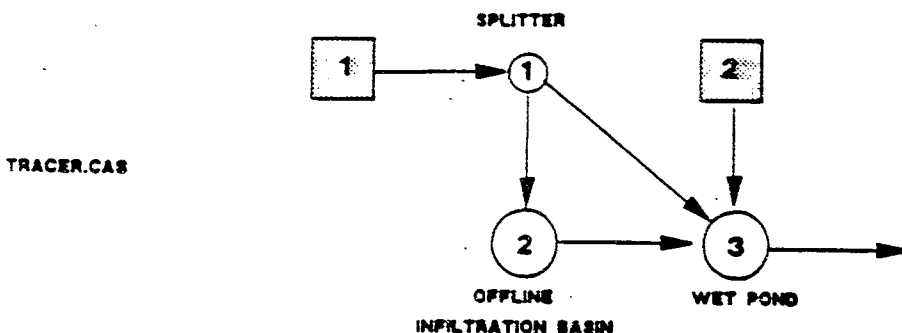 SPLITTER
1
1
2
TRACER.CAS
2
3
OFFLINE
WET POND
INFILTRATION BASIN